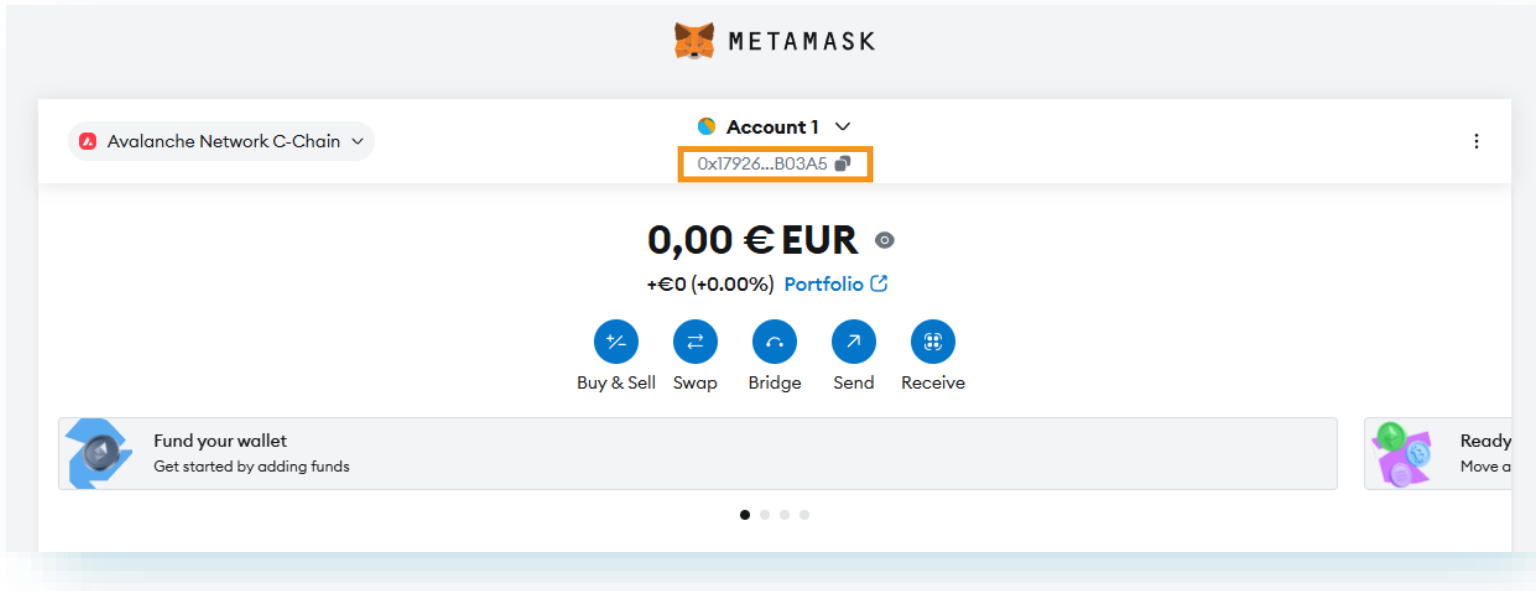 METAMASK
Avalanche Network C-Chain
Account 1
0x17926...B03A5
0,00 € EUR
+€0 (+0.00%) Portfolio
Buy & Sell Swap Bridge Send Receive
Fund your wallet
Get started by adding funds
Ready
Move a